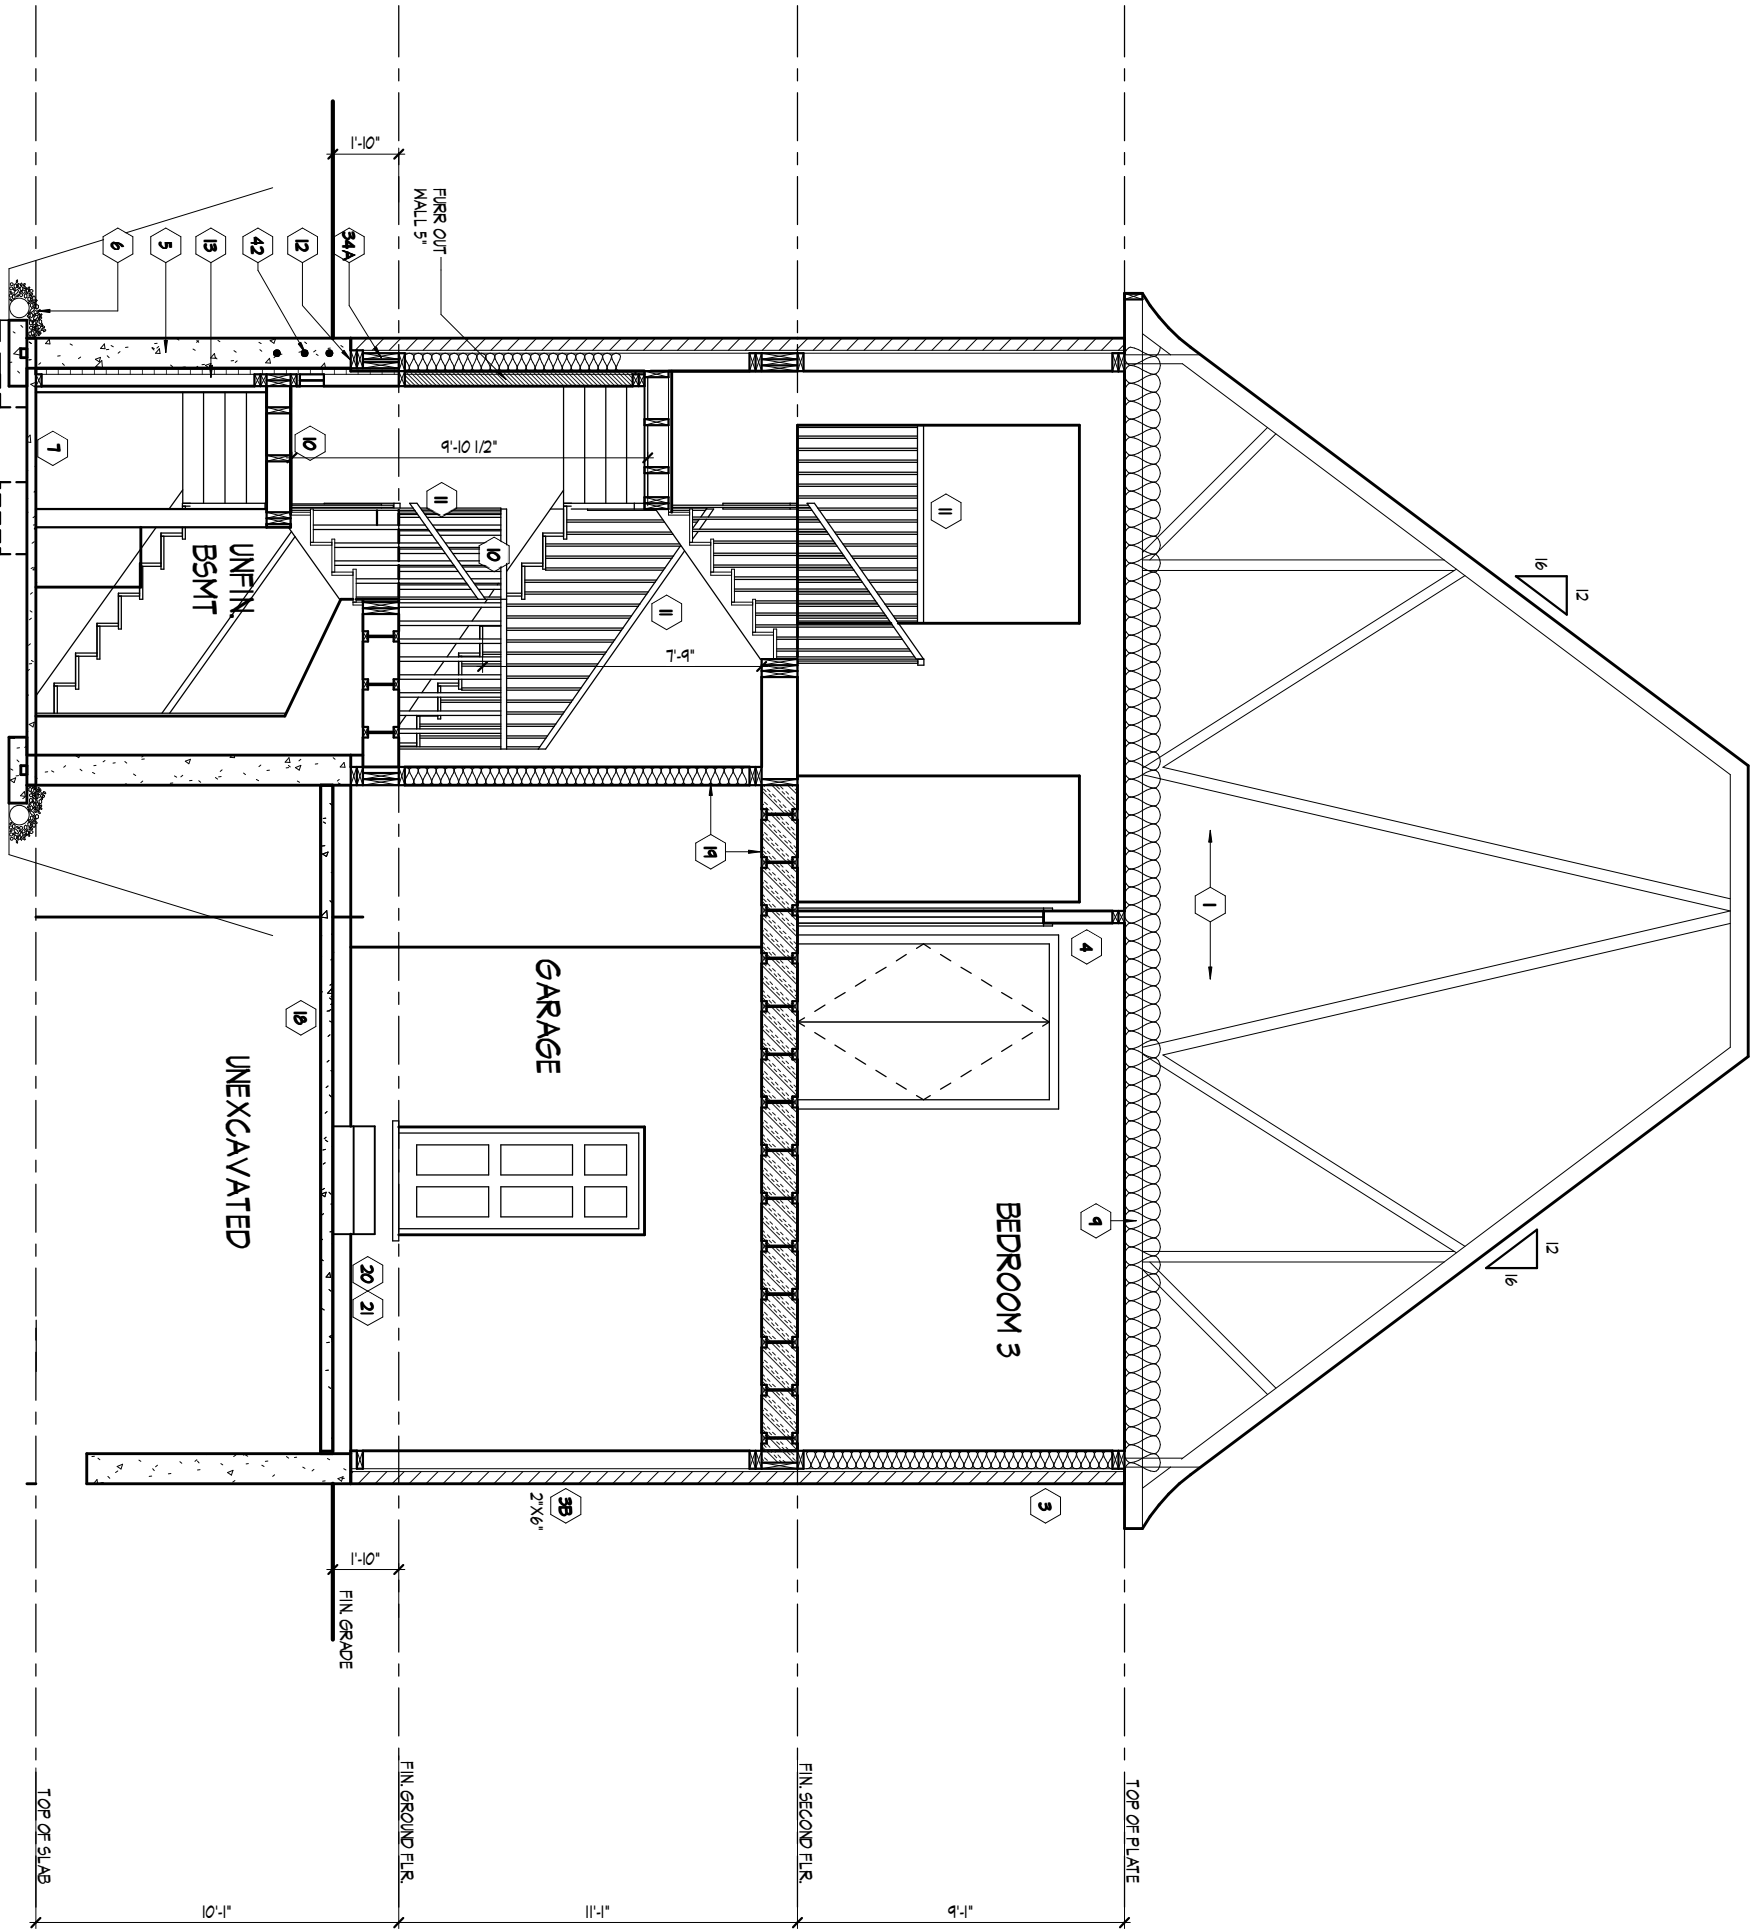 16
12
12
16
TOP OF PLATE
9'-1"
1
9
4
3
BEDROOM 3
11
FIN. SECOND FLR.
11'-1"
7'-9"
11
19
3B
2"X6"
GARAGE
9'-10 1/2"
11
10
FURR OUT
WALL 5"
FIN. GROUND FLR.
1'-10"
1'-10"
FIN. GRADE
20
21
34A
12
42
13
5
6
10
7
18
UNFIN.
BSMT
UNEXCAVATED
10'-1"
TOP OF SLAB